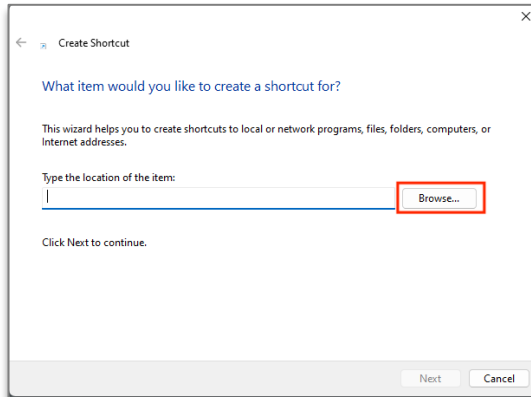 Create Shortcut
What item would you like to create a shortcut for?
This wizard helps you to create shortcuts to local or network programs, files, folders, computers, or
Internet addresses.
Type the location of the item:
Browse...
Click Next to continue.
Next Cancel